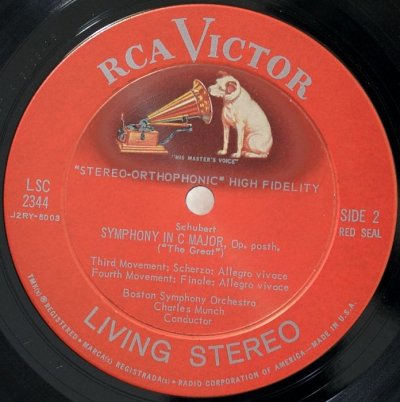 RCA VICTOR
"HIS MASTER'S VOICE"
"STEREO-ORTHOPHONIC" HIGH FIDELITY
LSC
2344
J2RY-8003
SIDE 2
RED SEAL
Schubert
SYMPHONY IN C MAJOR, Op. posth.
("The Great")
Third Movement: Scherzo: Allegro vivace
Fourth Movement: Finale: Allegro vivace
Boston Symphony Orchestra
Charles Munch
Conductor
LIVING STEREO
TMK(s) ® REGISTERED • MARCA(s) REGISTRADA(s) • RADIO CORPORATION OF AMERICA—MADE IN U.S.A.